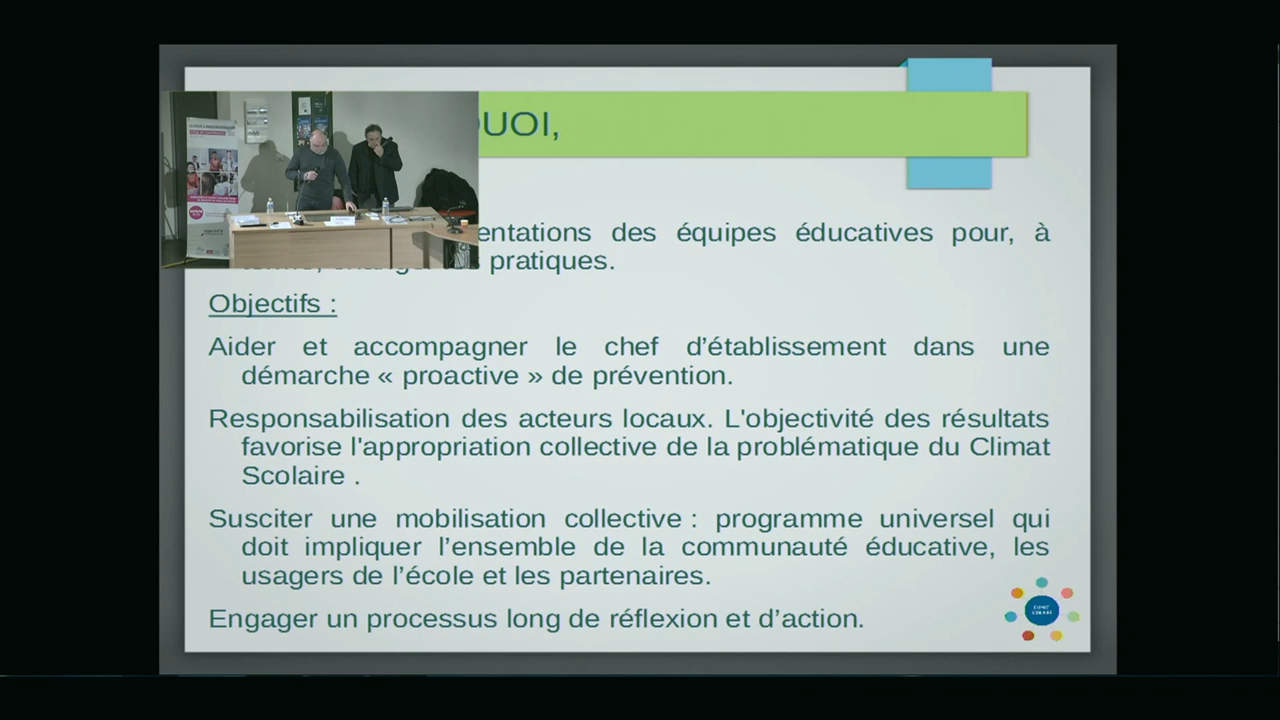 UOI,
entations des équipes éducatives pour, à
pratiques.
Objectifs :
Aider et accompagner le chef d’établissement dans une
démarche « proactive » de prévention.
Responsabilisation des acteurs locaux. L'objectivité des résultats
favorise l'appropriation collective de la problématique du Climat
Scolaire .
Susciter une mobilisation collective : programme universel qui
doit impliquer l’ensemble de la communauté éducative, les
usagers de l’école et les partenaires.
Engager un processus long de réflexion et d’action.